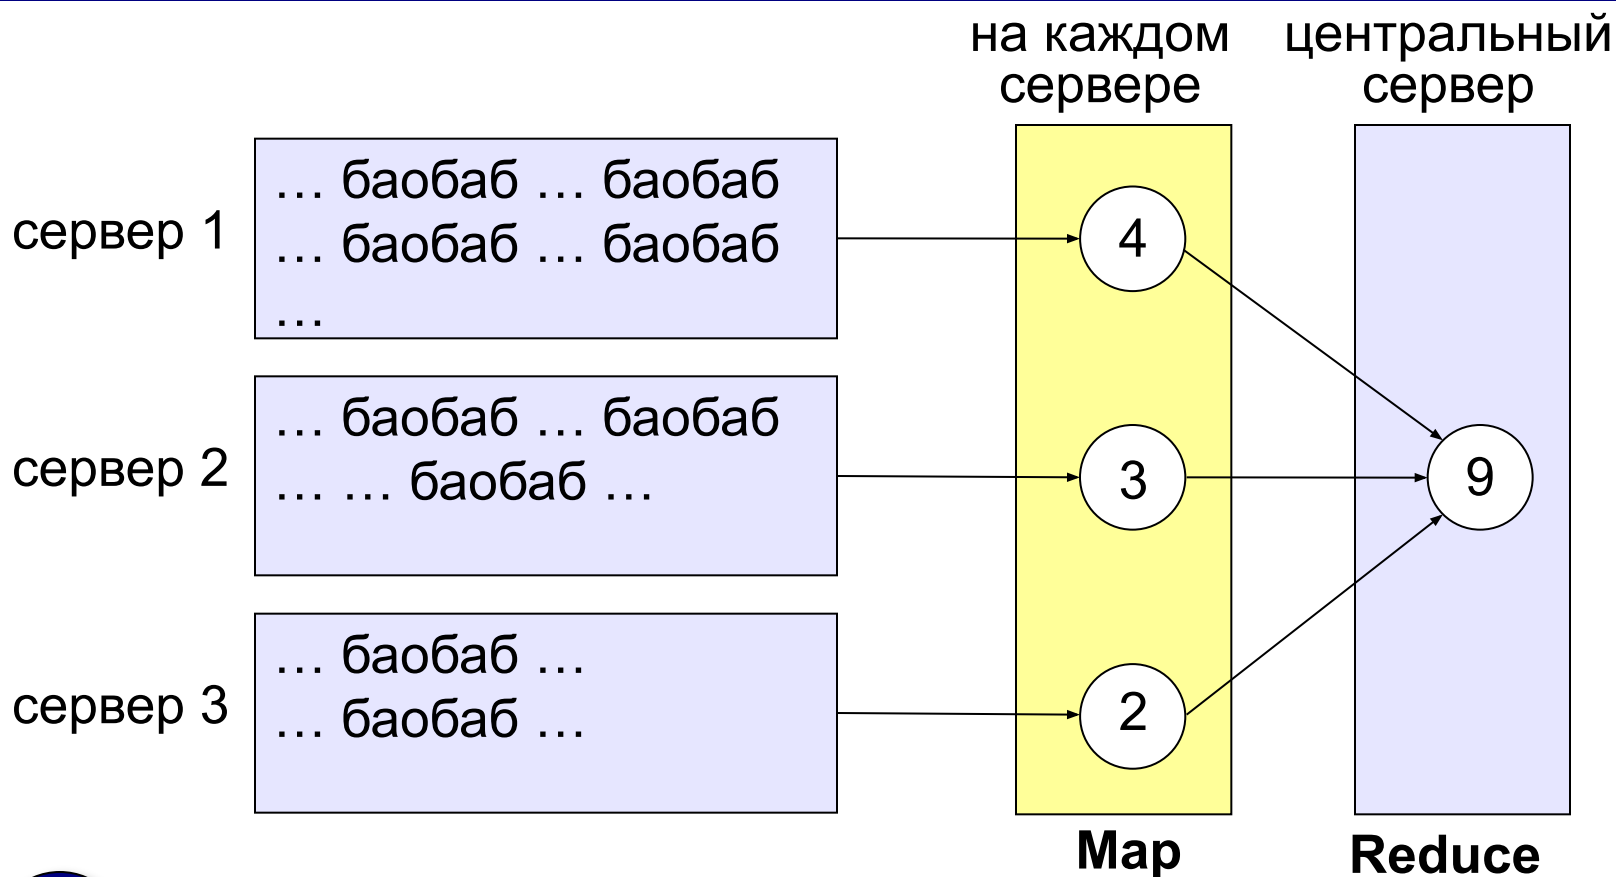 на каждом
сервере
центральный
сервер
сервер 1
… баобаб … баобаб
… баобаб … баобаб
…
4
сервер 2
… баобаб … баобаб
… … баобаб …
3
9
сервер 3
… баобаб …
… баобаб …
2
Map
Reduce